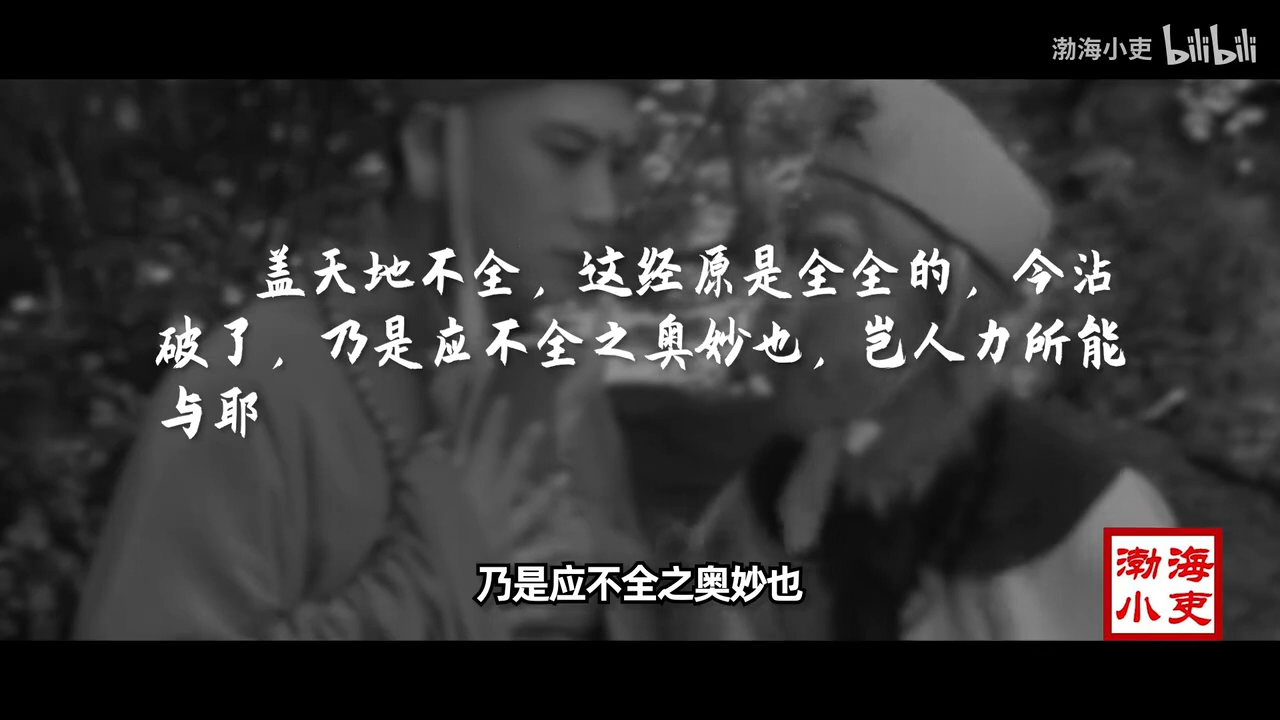 渤海小吏 bilibili
盖天地不全，这经原是全全的，今沾
破了，乃是应不全之奥妙也，岂人力所能
与耶
乃是应不全之奥妙也
渤海
小吏